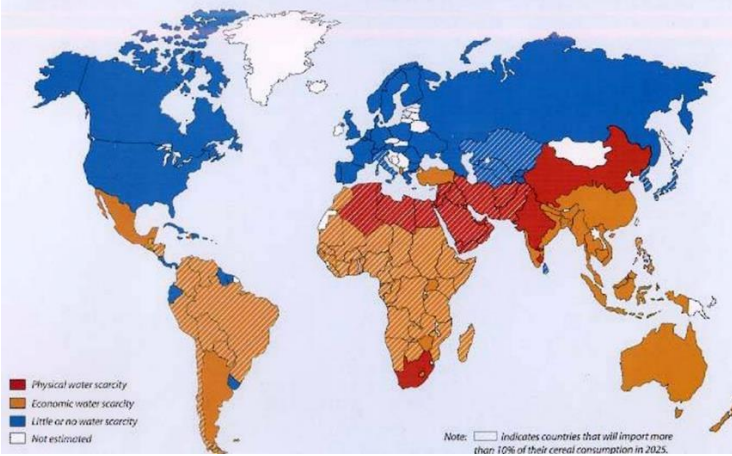 Physical water scarcity
Economic water scarcity
Little or no water scarcity
Not estimated
Note: Indicates countries that will import more
than 10% of their cereal consumption in 2025.